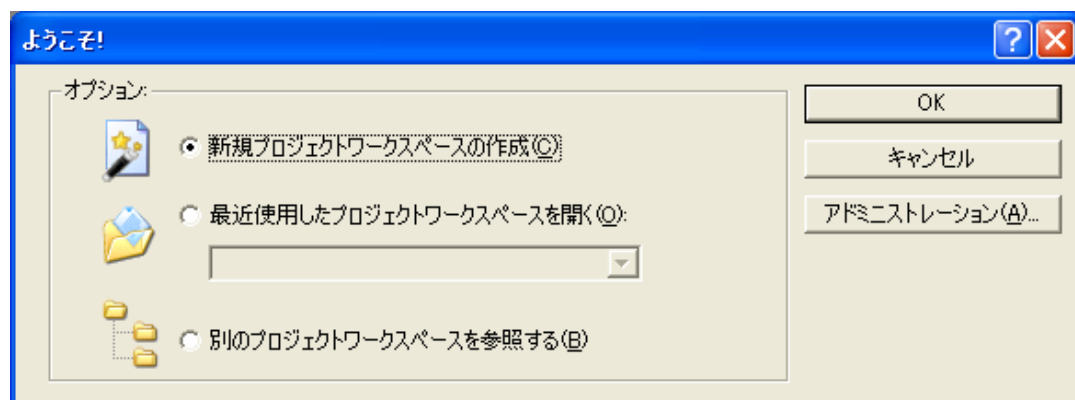 ようこそ!
オプション:
新規プロジェクトワークスペースの作成(C)
最近使用したプロジェクトワークスペースを開く(O):
別のプロジェクトワークスペースを参照する(B)
OK
キャンセル
アドミニストレーション(A)...